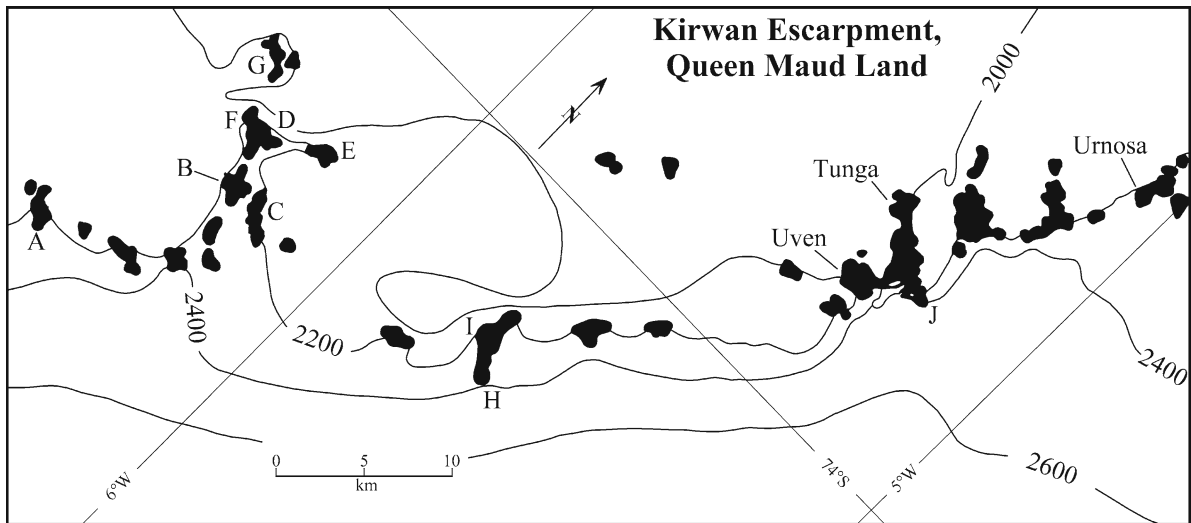 Kirwan Escarpment,
Queen Maud Land
N
2000
G
F
D
E
B
C
A
Tunga
Urnosa
Uven
J
2400
2200
I
H
2400
2600
0 5 10
km
6°W
74°S
5°W